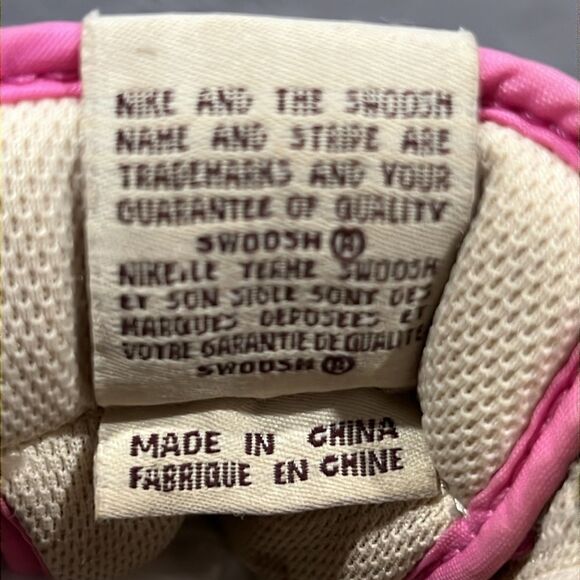 NIKE AND THE SWOOSH
NAME AND STRIPE ARE
TRADEMARKS AND YOUR
GUARANTEE OF QUALITY
SWOOSH ®
NIKE,LE TERME SWOOSH
ET SON SIGLE SONT DES
MARQUES DEPOSEES ET
VOTRE GARANTIE DE QUALITE
SWOOSH ®
MADE IN CHINA
FABRIQUE EN CHINE